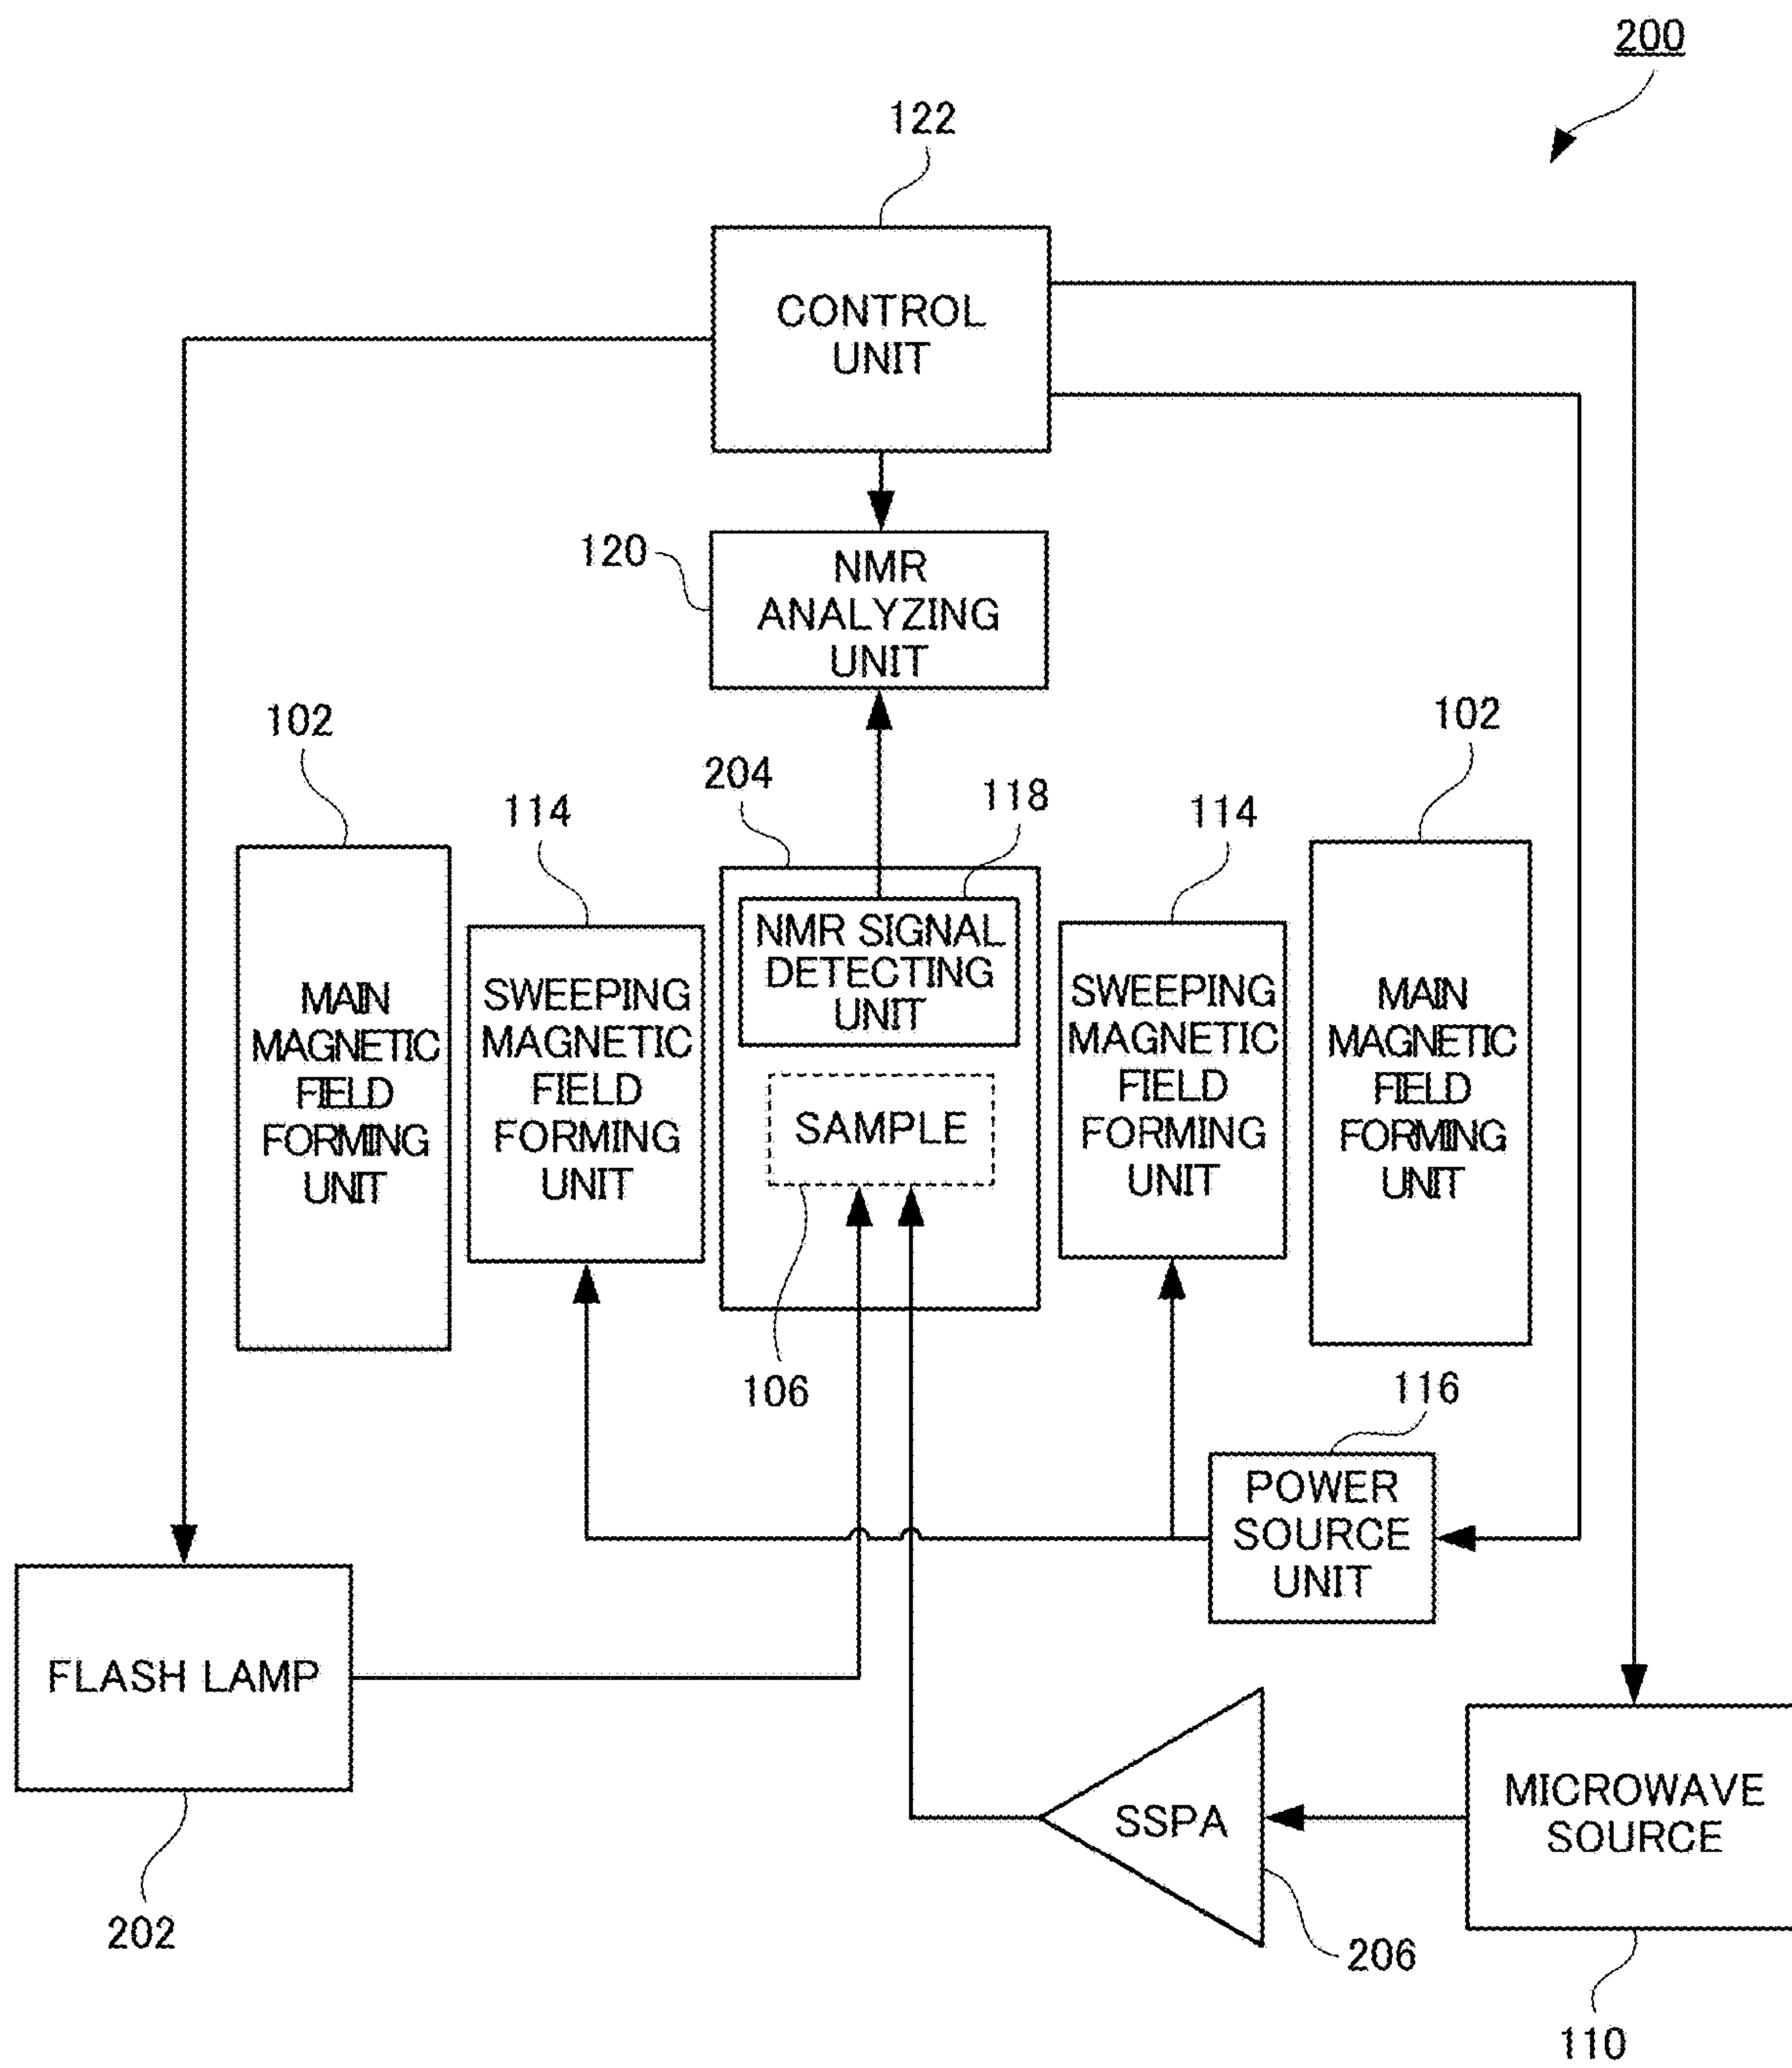 200
122
CONTROL
UNIT
120
NMR
ANALYZING
UNIT
102
102
204
118
114
114
NMR SIGNAL
DETECTING
UNIT
MAIN
MAGNETIC
FIELD
FORMING
UNIT
SWEEPING
MAGNETIC
FIELD
FORMING
UNIT
SAMPLE
SWEEPING
MAGNETIC
FIELD
FORMING
UNIT
MAIN
MAGNETIC
FIELD
FORMING
UNIT
106
116
POWER
SOURCE
UNIT
FLASH LAMP
SSPA
MICROWAVE
SOURCE
202
206
110